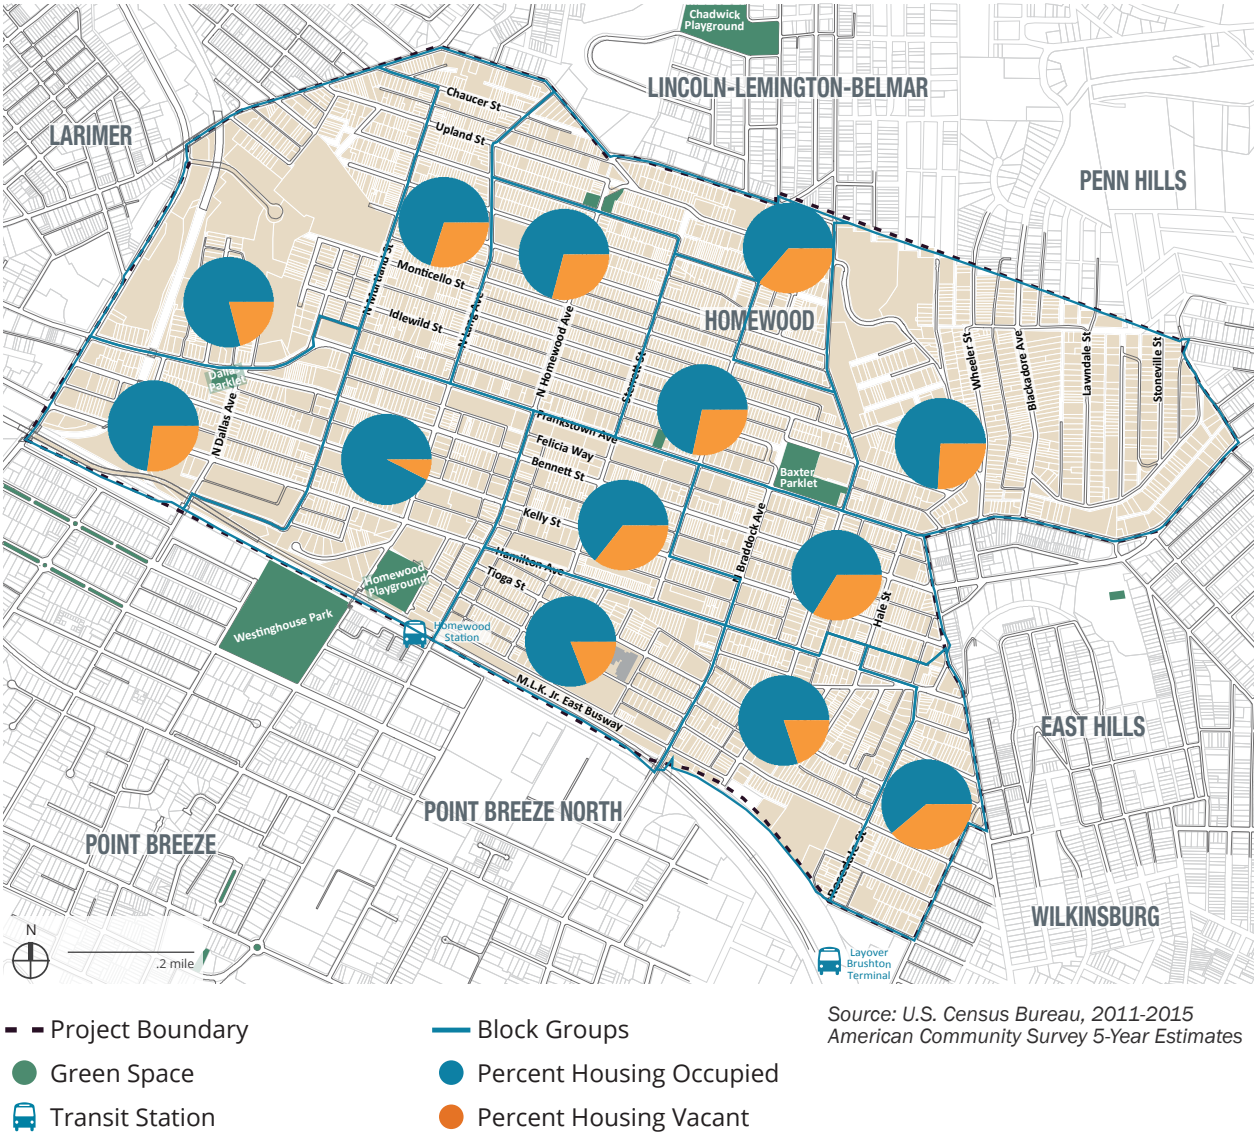 Chadwick
Playground
LINCOLN-LEMINGTON-BELMAR
LARIMER
PENN HILLS
Chaucer St
Upland St
N Murtland St
Monticello St
Idlewild St
N Lang Ave
N Homewood Ave
Sterrett St
HOMEWOOD
Wheeler St
Blackadore Ave
Lawndale St
Stoneville St
Dallas
Parklet
N Dallas Ave
Frankstown Ave
Felicia Way
Bennett St
Kelly St
Hamilton Ave
Tioga St
Baxter
Parklet
N Braddock Ave
Hale St
Homewood
Playground
Westinghouse Park
Homewood
Station
M.L.K. Jr. East Busway
EAST HILLS
POINT BREEZE NORTH
POINT BREEZE
Rosedale St
WILKINSBURG
N
.2 mile
Layover
Brushton
Terminal
Project Boundary
Green Space
Transit Station
Block Groups
Percent Housing Occupied
Percent Housing Vacant
Source: U.S. Census Bureau, 2011-2015
American Community Survey 5-Year Estimates